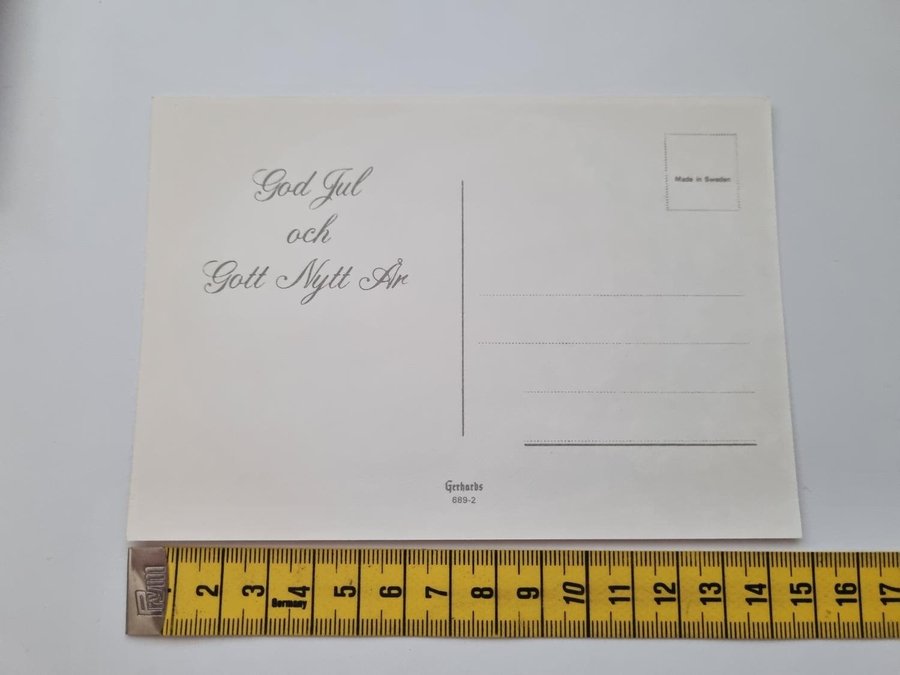 God Jul
och
Gott Nytt År
Made in Sweden
Gerhards
689-2
Prym
2 3 4 5 6 7 8 9 10 11 12 13 14 15 16 17
Germany